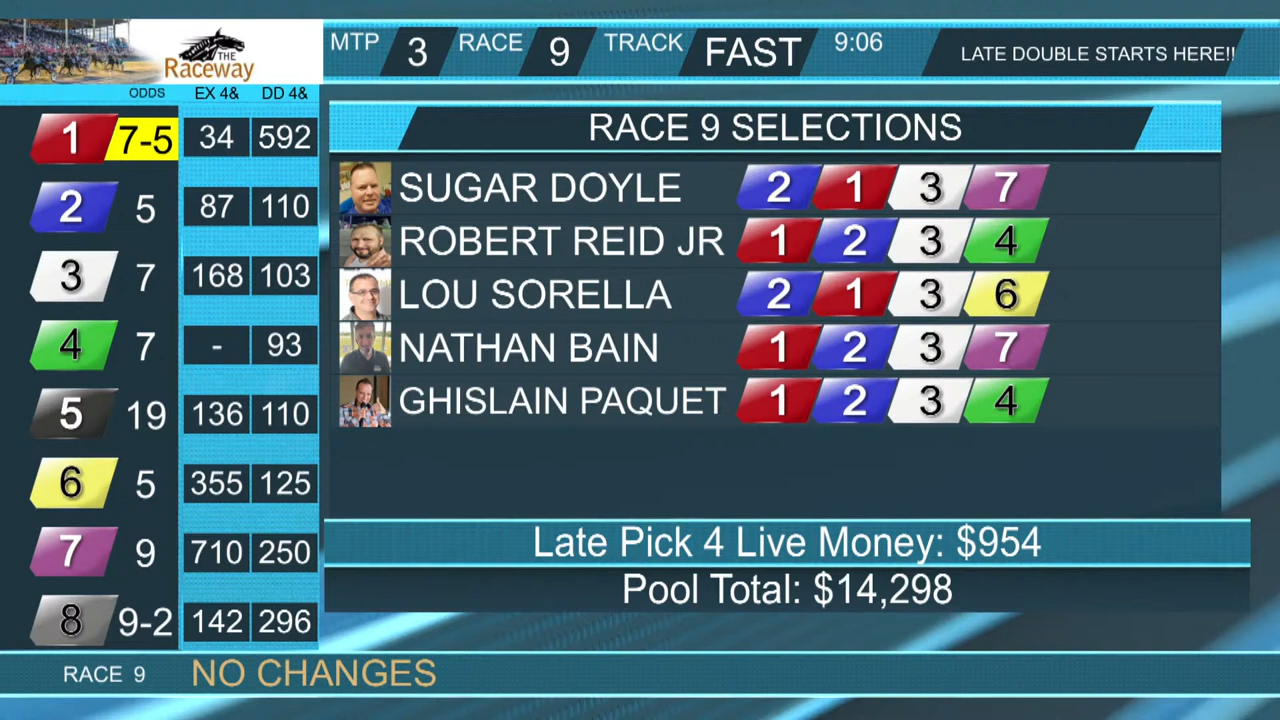 THE
Raceway
MTP 3 RACE 9 TRACK FAST 9:06 LATE DOUBLE STARTS HERE!!
ODDS EX 4& DD 4&
1 7-5 34 592
2 5 87 110
3 7 168 103
4 7 - 93
5 19 136 110
6 5 355 125
7 9 710 250
8 9-2 142 296
RACE 9 SELECTIONS
SUGAR DOYLE 2 1 3 7
ROBERT REID JR 1 2 3 4
LOU SORELLA 2 1 3 6
NATHAN BAIN 1 2 3 7
GHISLAIN PAQUET 1 2 3 4
Late Pick 4 Live Money: $954
Pool Total: $14,298
RACE 9 NO CHANGES